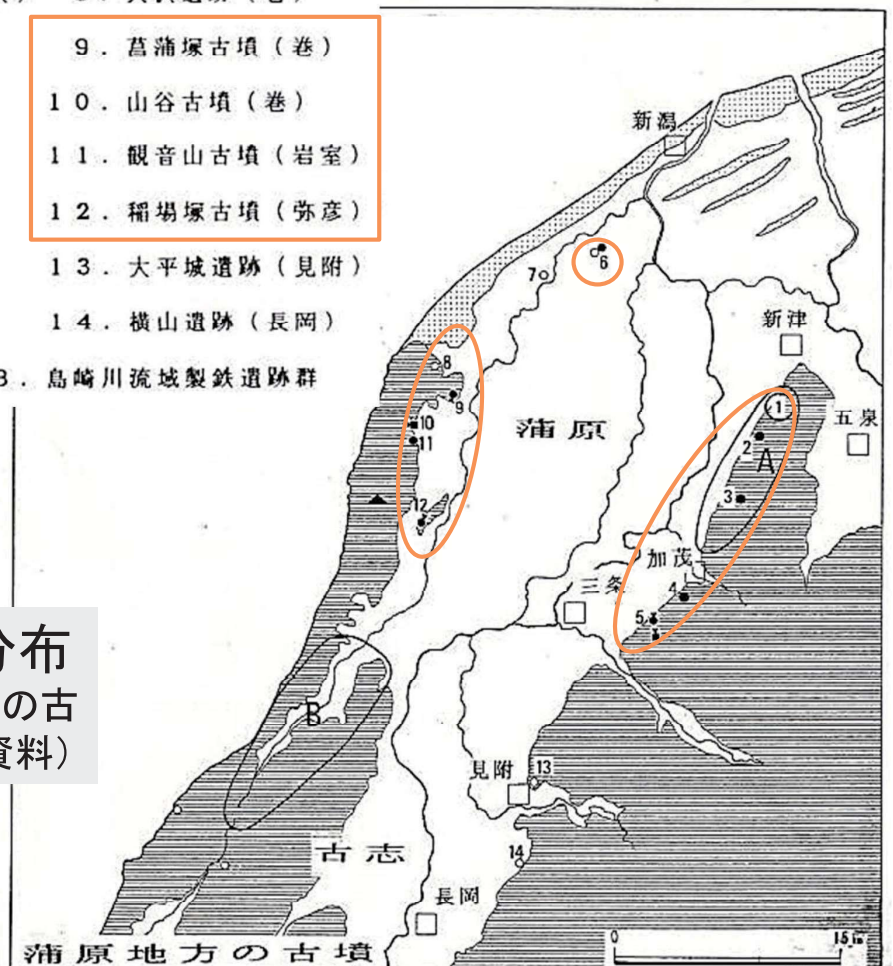 9．菖蒲塚古墳（巻）
10．山谷古墳（巻）
11．観音山古墳（岩室）
12．稲場塚古墳（弥彦）
13．大平城遺跡（見附）
14．横山遺跡（長岡）
島崎川流域製鉄遺跡群
新潟
6
7
新津
8
1
五泉
9
蒲原
2
10
A
11
3
12
加茂
三条
4
5
分布
の古
B
資料）
見附
13
古志
14
長岡
蒲原地方の古墳
0